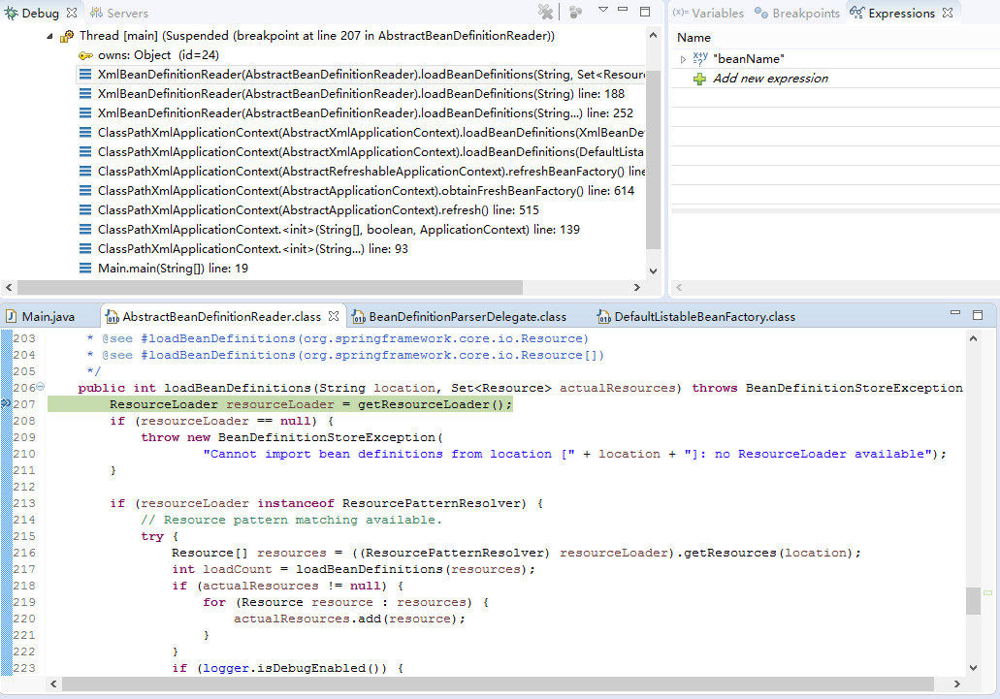 Debug
Servers
Thread [main] (Suspended (breakpoint at line 207 in AbstractBeanDefinitionReader))
owns: Object (id=24)
XmlBeanDefinitionReader(AbstractBeanDefinitionReader).loadBeanDefinitions(String, Set<Resour
XmlBeanDefinitionReader(AbstractBeanDefinitionReader).loadBeanDefinitions(String) line: 188
XmlBeanDefinitionReader(AbstractBeanDefinitionReader).loadBeanDefinitions(String...) line: 252
ClassPathXmlApplicationContext(AbstractXmlApplicationContext).loadBeanDefinitions(XmlBeanDe
ClassPathXmlApplicationContext(AbstractXmlApplicationContext).loadBeanDefinitions(DefaultLista
ClassPathXmlApplicationContext(AbstractRefreshableApplicationContext).refreshBeanFactory() line
ClassPathXmlApplicationContext(AbstractApplicationContext).obtainFreshBeanFactory() line: 614
ClassPathXmlApplicationContext(AbstractApplicationContext).refresh() line: 515
ClassPathXmlApplicationContext.<init>(String[], boolean, ApplicationContext) line: 139
ClassPathXmlApplicationContext.<init>(String...) line: 93
Main.main(String[]) line: 19
(x)= Variables
Breakpoints
Expressions
Name
"beanName"
Add new expression
Main.java
AbstractBeanDefinitionReader.class
BeanDefinitionParserDelegate.class
DefaultListableBeanFactory.class
203 * @see #loadBeanDefinitions(org.springframework.core.io.Resource)
204 * @see #loadBeanDefinitions(org.springframework.core.io.Resource[])
205 */
206 public int loadBeanDefinitions(String location, Set<Resource> actualResources) throws BeanDefinitionStoreException
207 ResourceLoader resourceLoader = getResourceLoader();
208 if (resourceLoader == null) {
209 throw new BeanDefinitionStoreException(
210 "Cannot import bean definitions from location [" + location + "]: no ResourceLoader available");
211 }
212
213 if (resourceLoader instanceof ResourcePatternResolver) {
214 // Resource pattern matching available.
215 try {
216 Resource[] resources = ((ResourcePatternResolver) resourceLoader).getResources(location);
217 int loadCount = loadBeanDefinitions(resources);
218 if (actualResources != null) {
219 for (Resource resource : resources) {
220 actualResources.add(resource);
221 }
222 }
223 if (logger.isDebugEnabled()) {